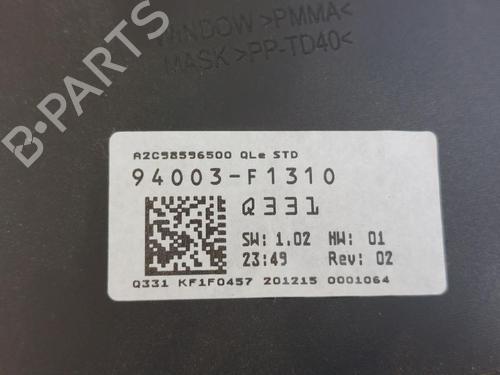 WINDOW >PMMA<
MASK >PP-TD40<
A2C98596500 QLe STD
94003-F1310
Q331
SW: 1.02 HW: 01
23:49 Rev: 02
Q331 KF1F0457 201215 0001064
B-PARTS